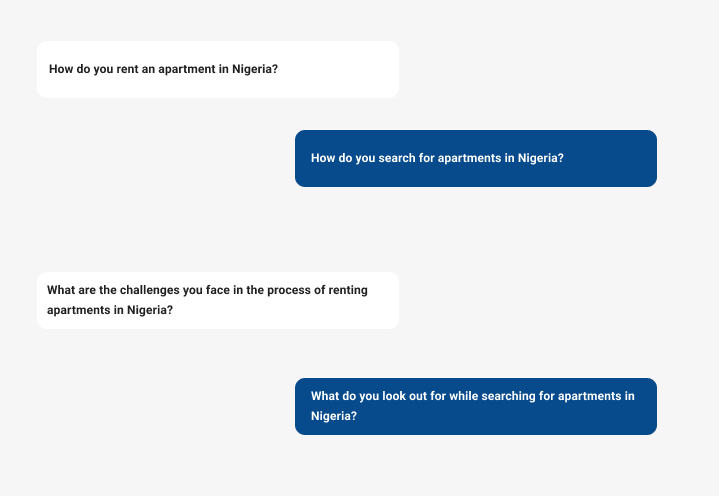 How do you rent an apartment in Nigeria?
How do you search for apartments in Nigeria?
What are the challenges you face in the process of renting
apartments in Nigeria?
What do you look out for while searching for apartments in
Nigeria?